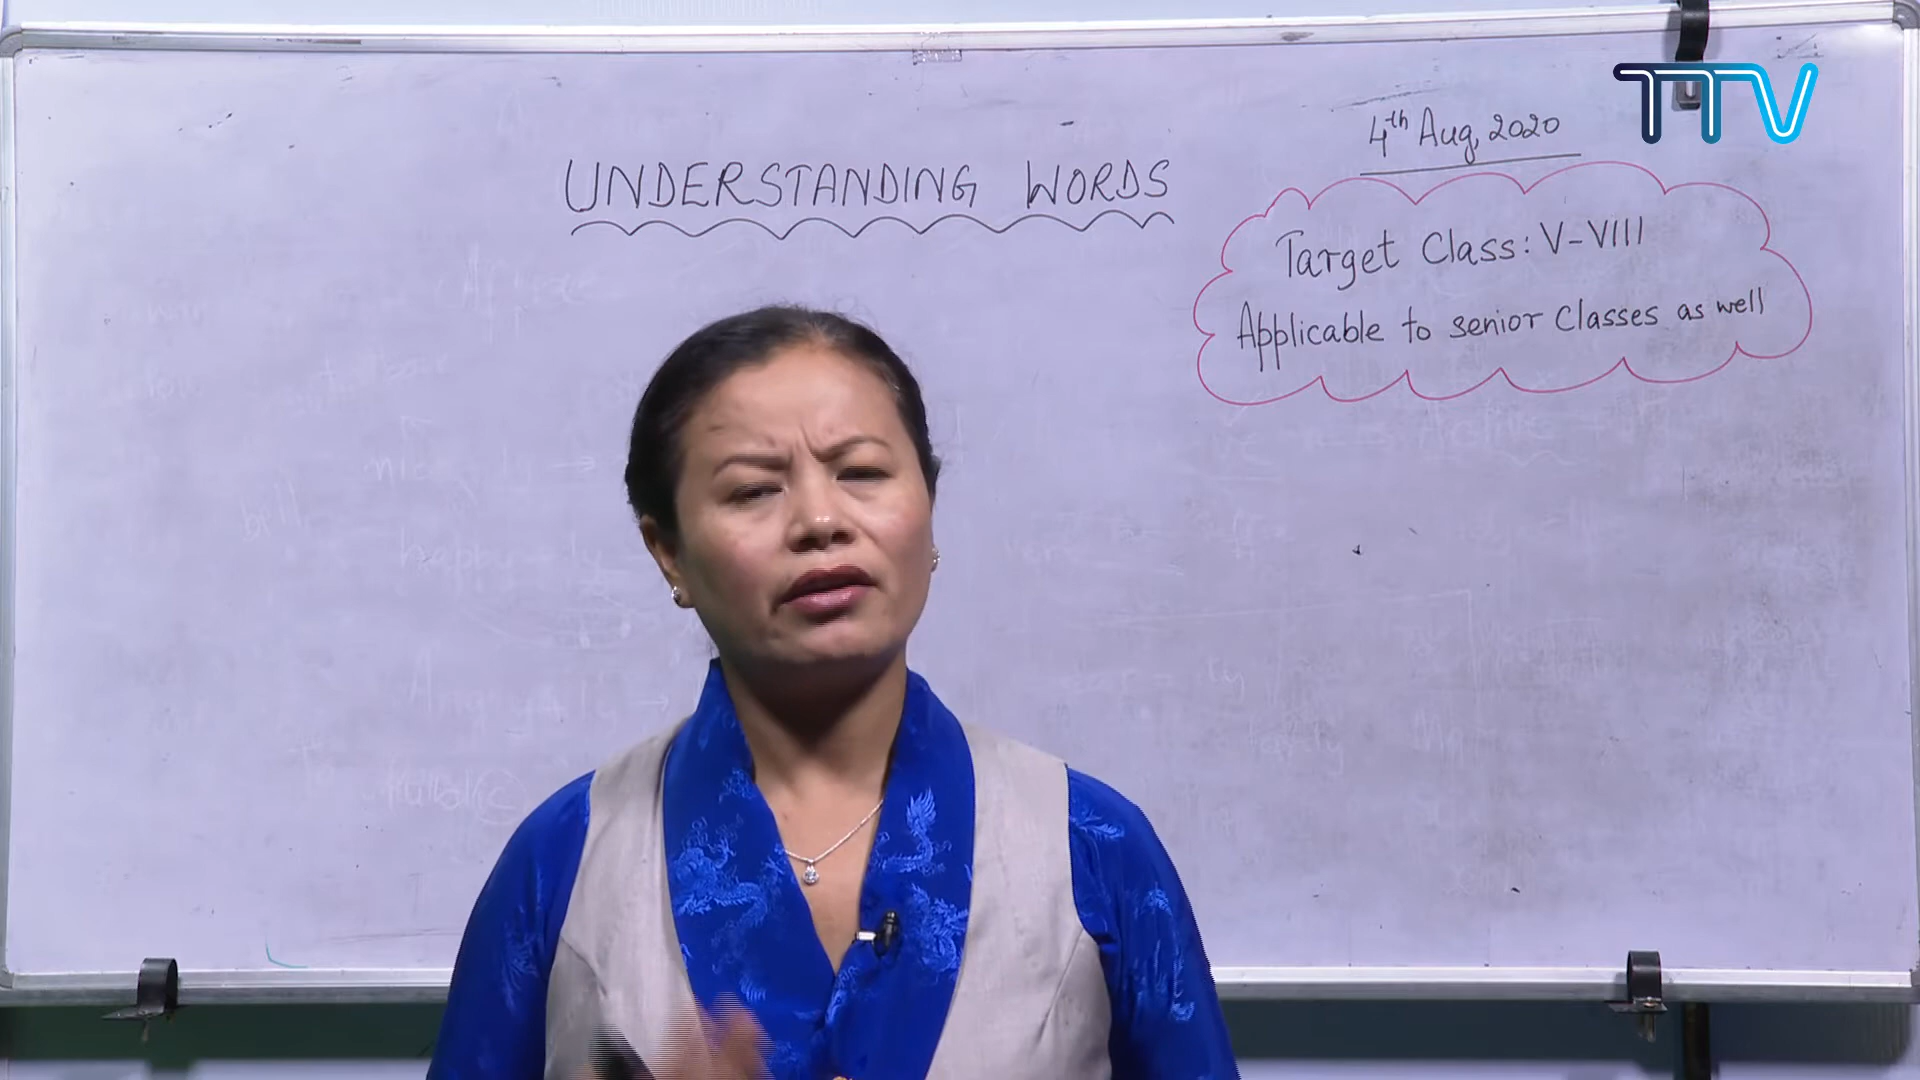 TTV
4th Aug, 2020
UNDERSTANDING WORDS
Target Class: V-VIII
Applicable to senior Classes as well